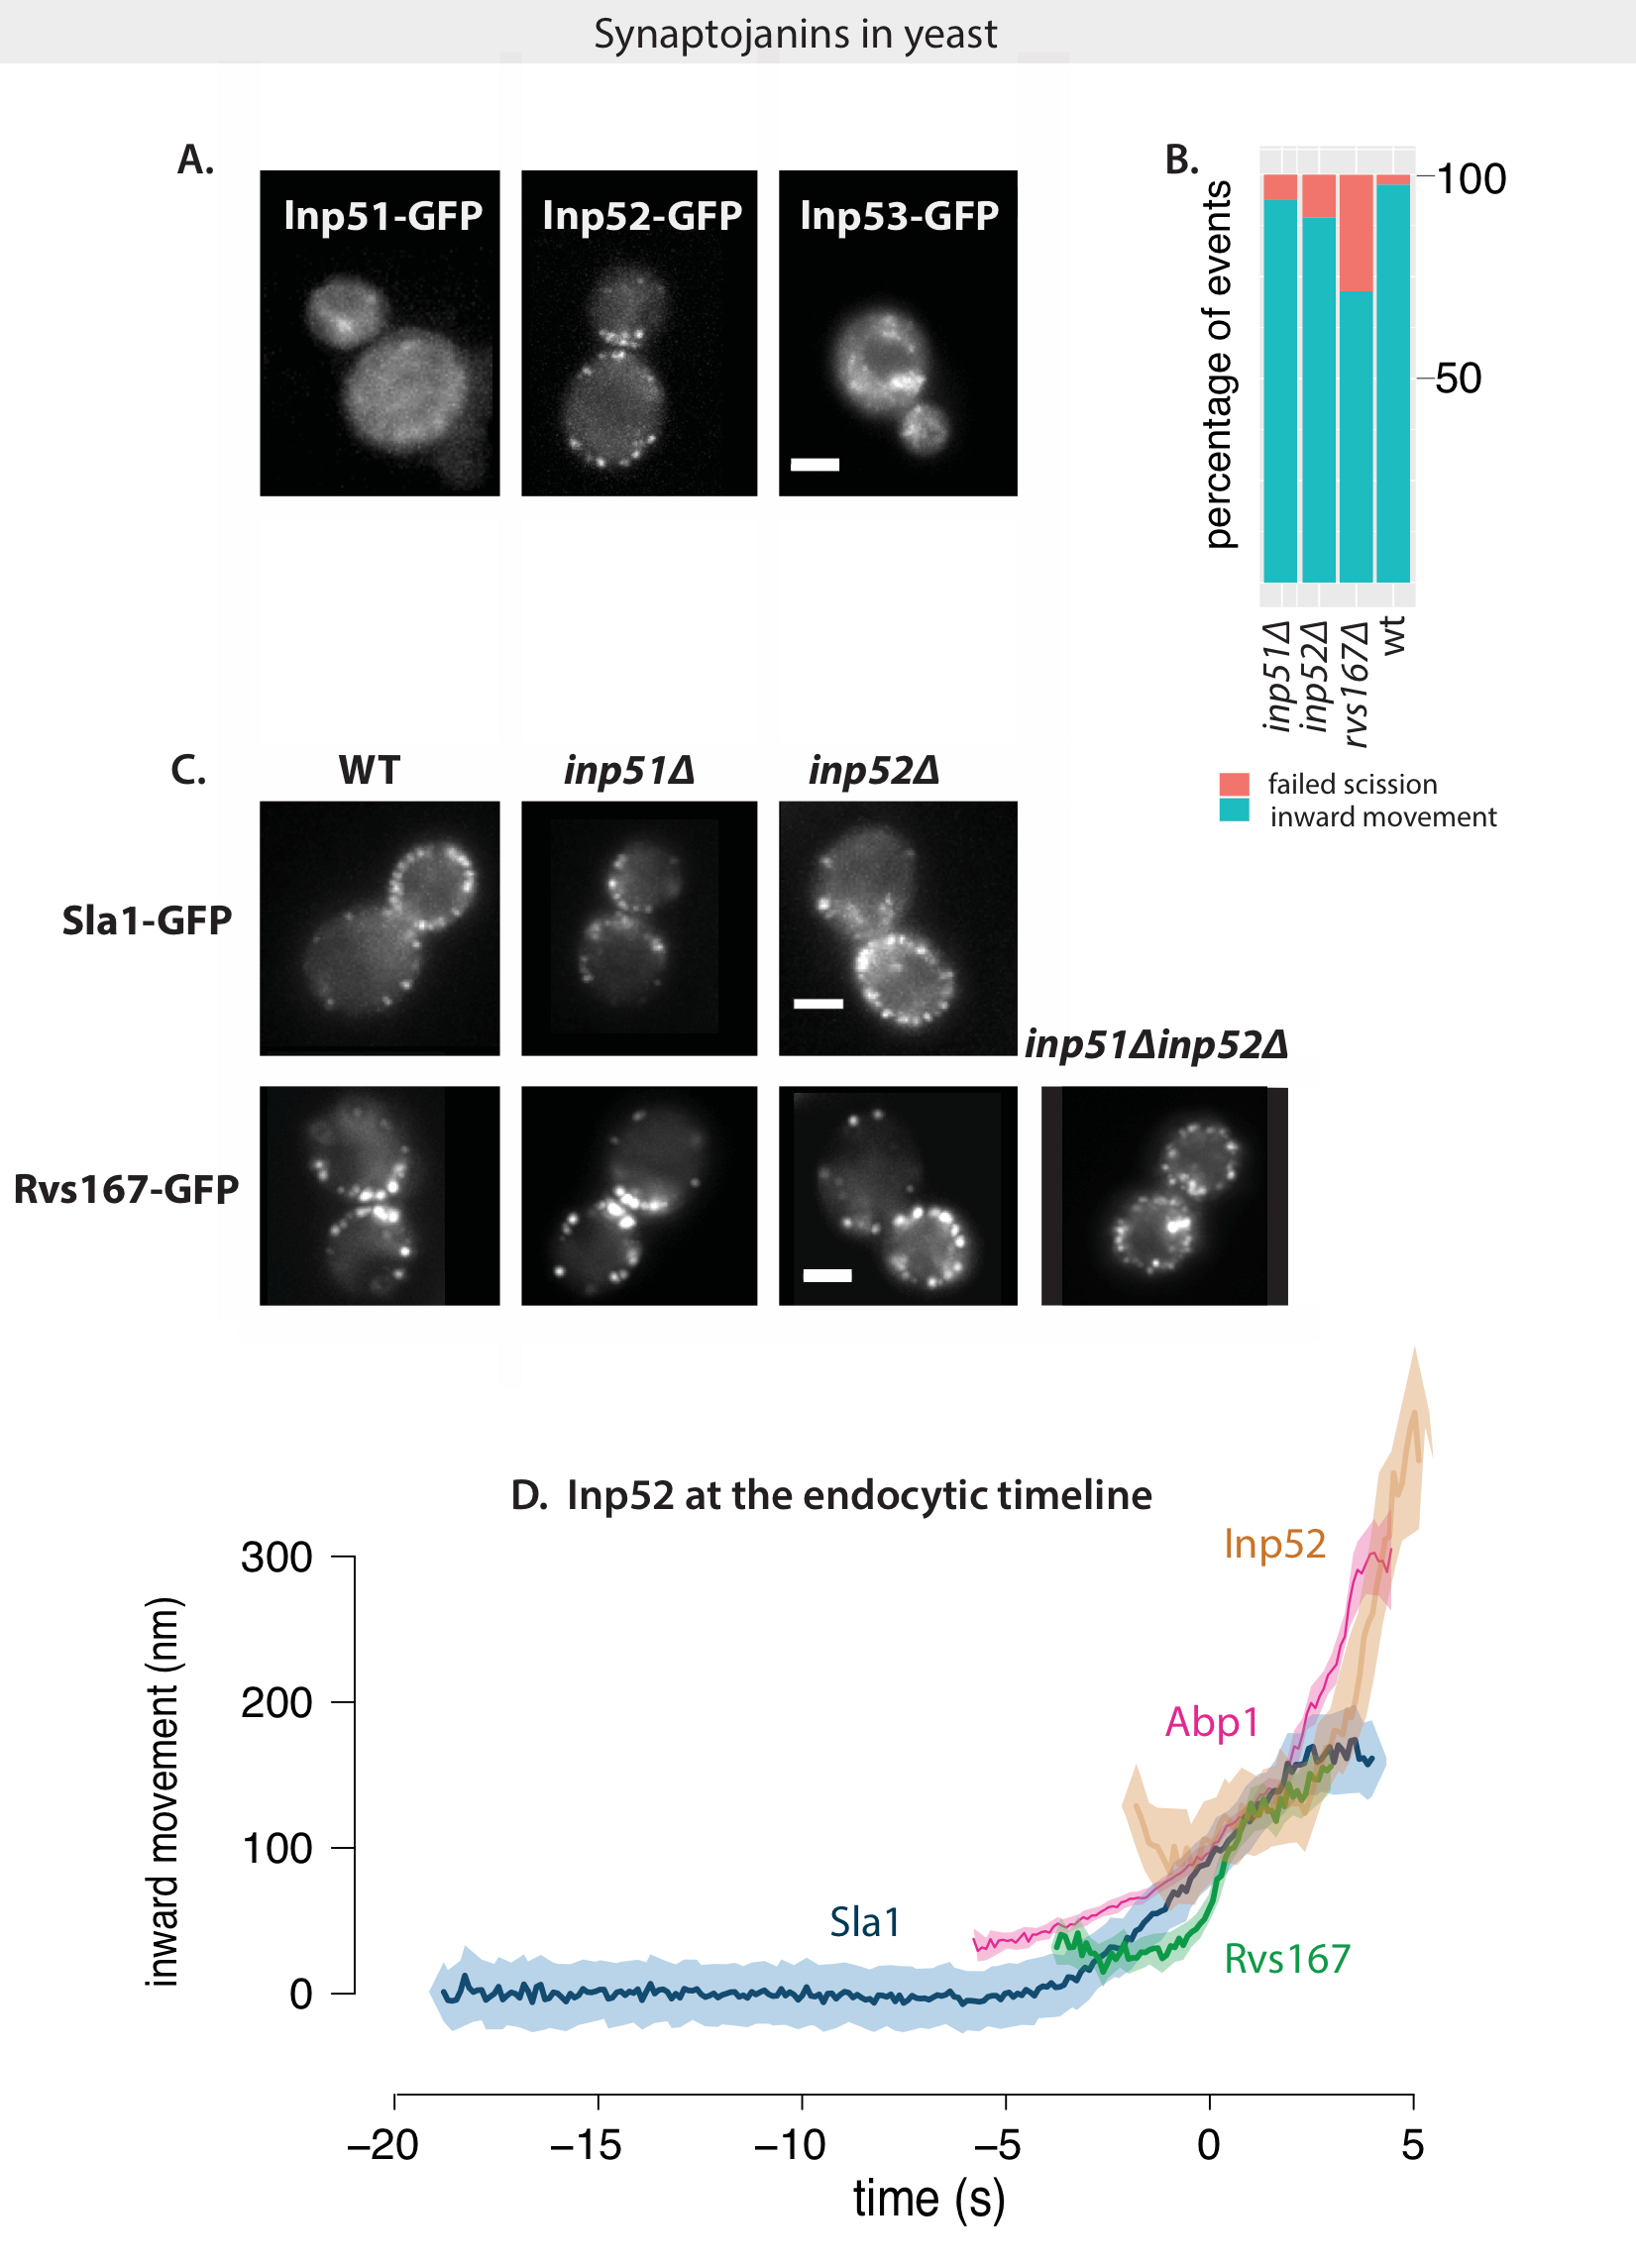 Synaptojanins in yeast
A.
Inp51-GFP
Inp52-GFP
Inp53-GFP
B.
percentage of events
100
50
inp51Δ
inp52Δ
rvs167Δ
wt
failed scission
inward movement
C.
WT
inp51Δ
inp52Δ
Sla1-GFP
inp51Δinp52Δ
Rvs167-GFP
D. Inp52 at the endocytic timeline
inward movement (nm)
300
200
100
0
Inp52
Abp1
Sla1
Rvs167
−20
−15
−10
−5
0
5
time (s)